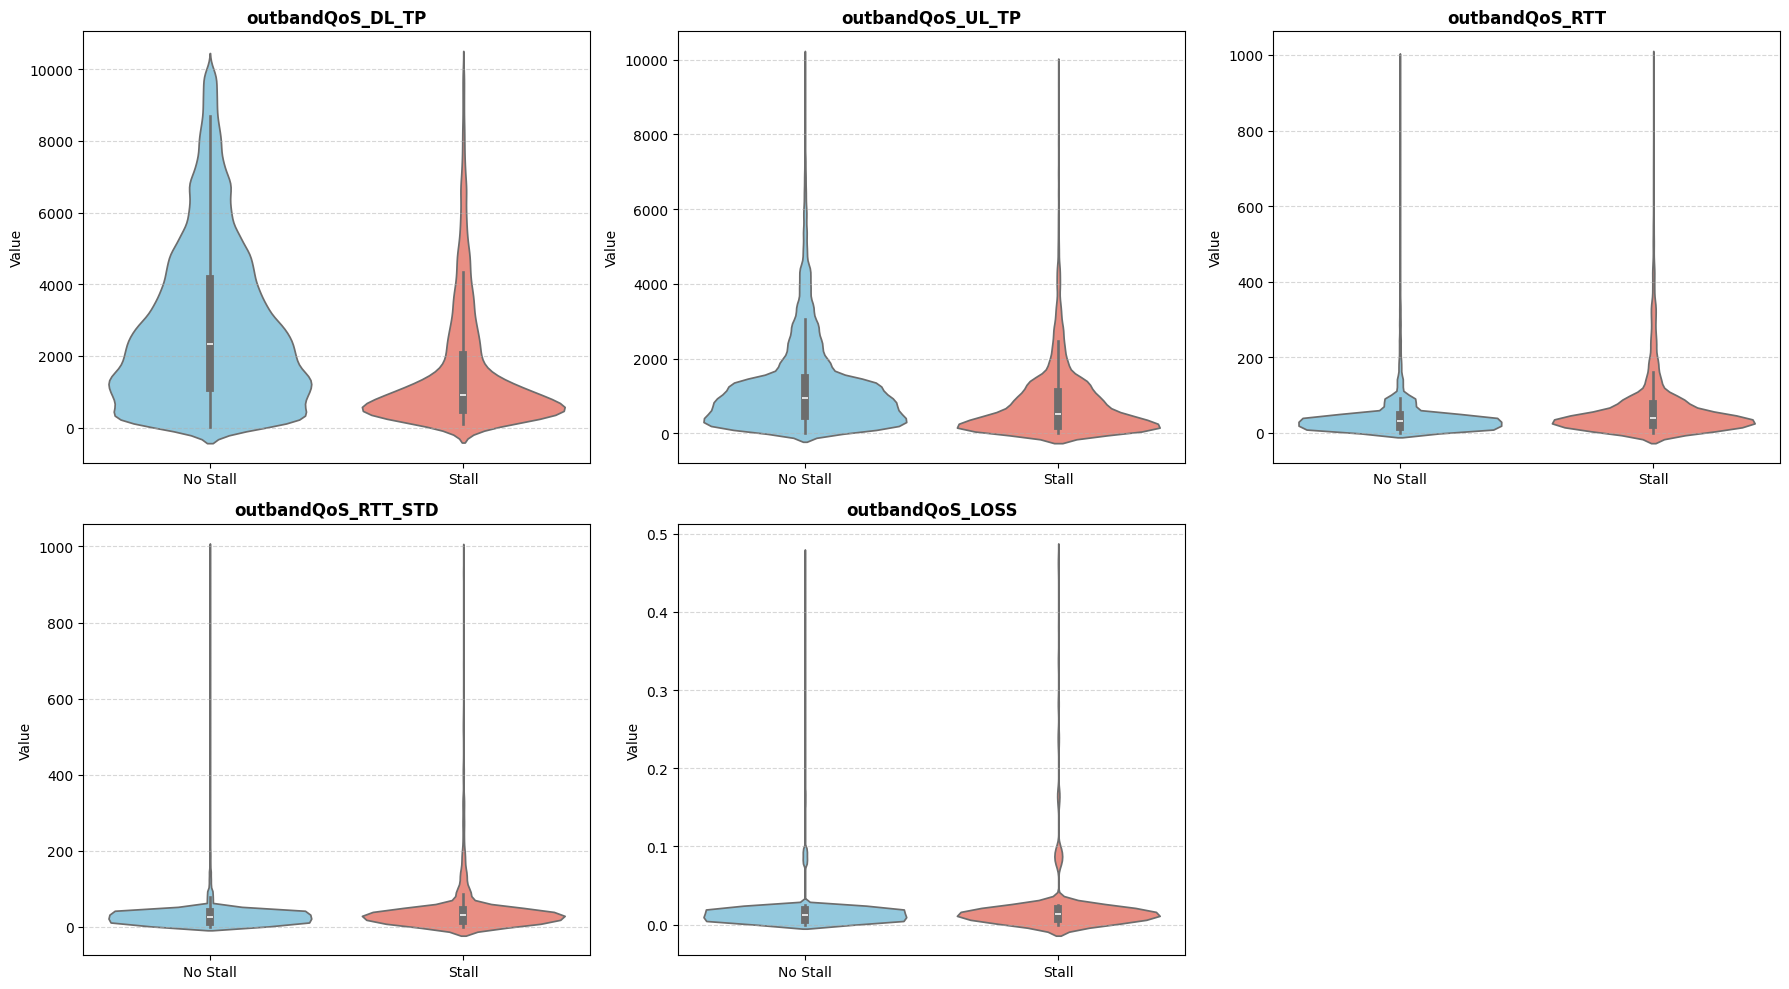 outbandQoS_DL_TP
outbandQoS_UL_TP
outbandQoS_RTT
Value
10000
8000
6000
4000
2000
0
No Stall
Stall
Value
10000
8000
6000
4000
2000
0
No Stall
Stall
Value
1000
800
600
400
200
0
No Stall
Stall
outbandQoS_RTT_STD
outbandQoS_LOSS
Value
1000
800
600
400
200
0
No Stall
Stall
Value
0.5
0.4
0.3
0.2
0.1
0.0
No Stall
Stall